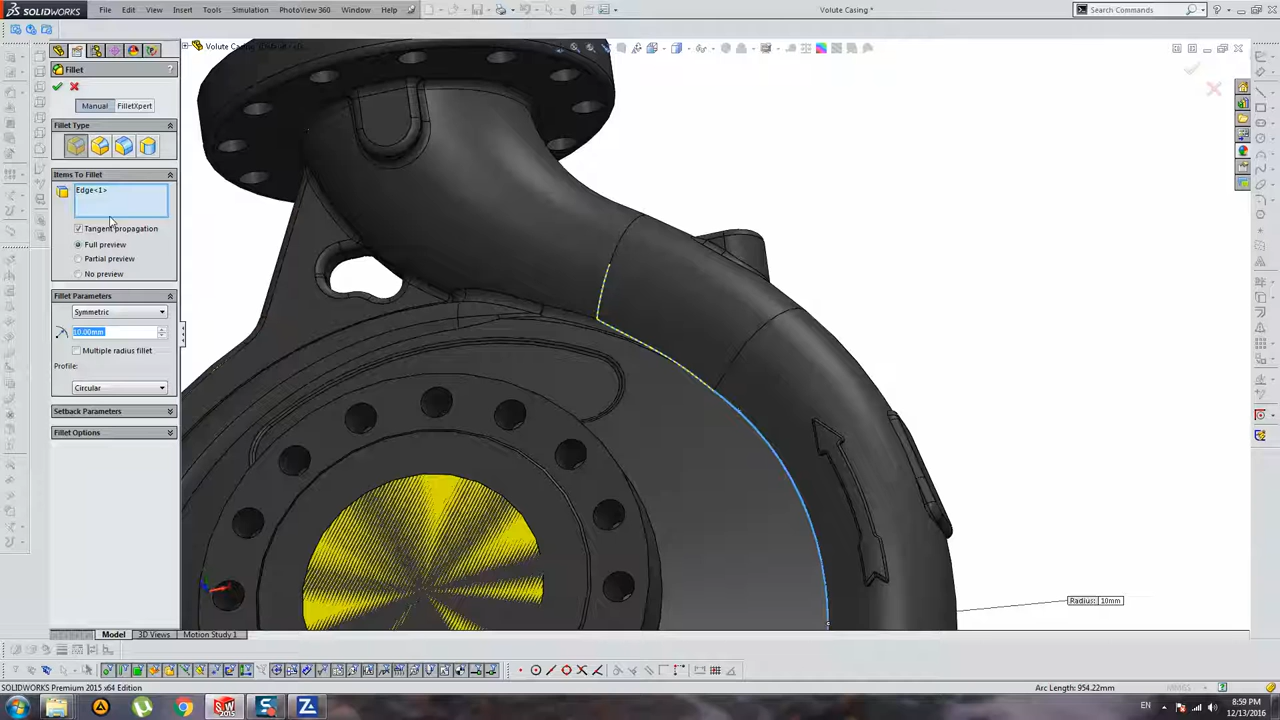 SOLIDWORKS
File Edit View Insert Tools Simulation PhotoView 360 Window Help
Volute Casing *
Search Commands
Volute Casing
Fillet
?
Manual FilletXpert
Fillet Type
Items To Fillet
Edge<1>
Tangent propagation
Full preview
Partial preview
No preview
Fillet Parameters
Symmetric
10.00mm
Multiple radius fillet
Profile:
Circular
Setback Parameters
Fillet Options
Radius: 10mm
Model 3D Views Motion Study 1
SOLIDWORKS Premium 2015 x64 Edition
Arc Length: 954.22mm
MMGS
EN
8:59 PM
12/13/2016